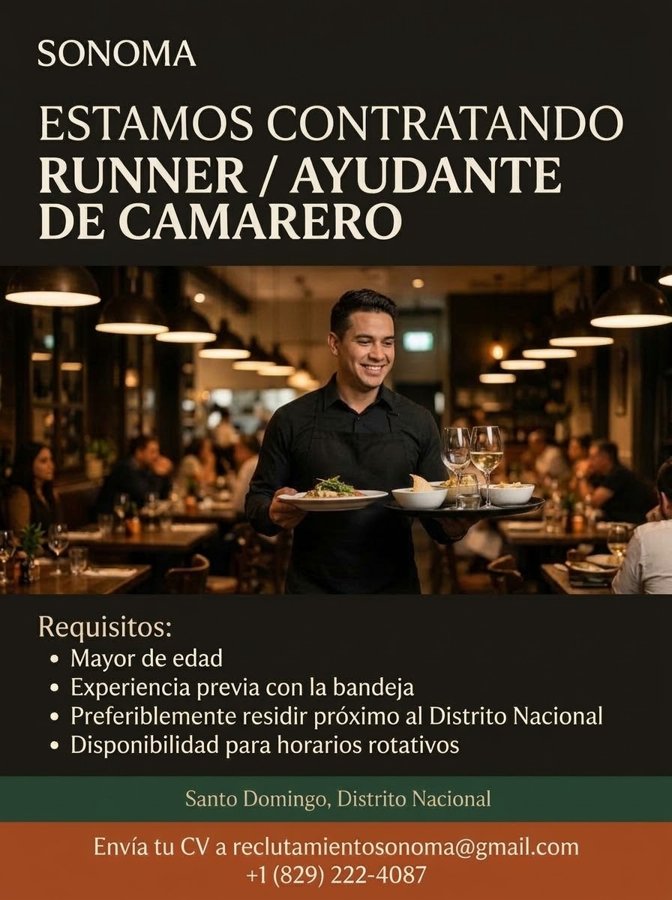 SONOMA
ESTAMOS CONTRATANDO
RUNNER / AYUDANTE
DE CAMARERO
Requisitos:
• Mayor de edad
• Experiencia previa con la bandeja
• Preferiblemente residir próximo al Distrito Nacional
• Disponibilidad para horarios rotativos
Santo Domingo, Distrito Nacional
Envía tu CV a reclutamientosonoma@gmail.com
+1 (829) 222-4087